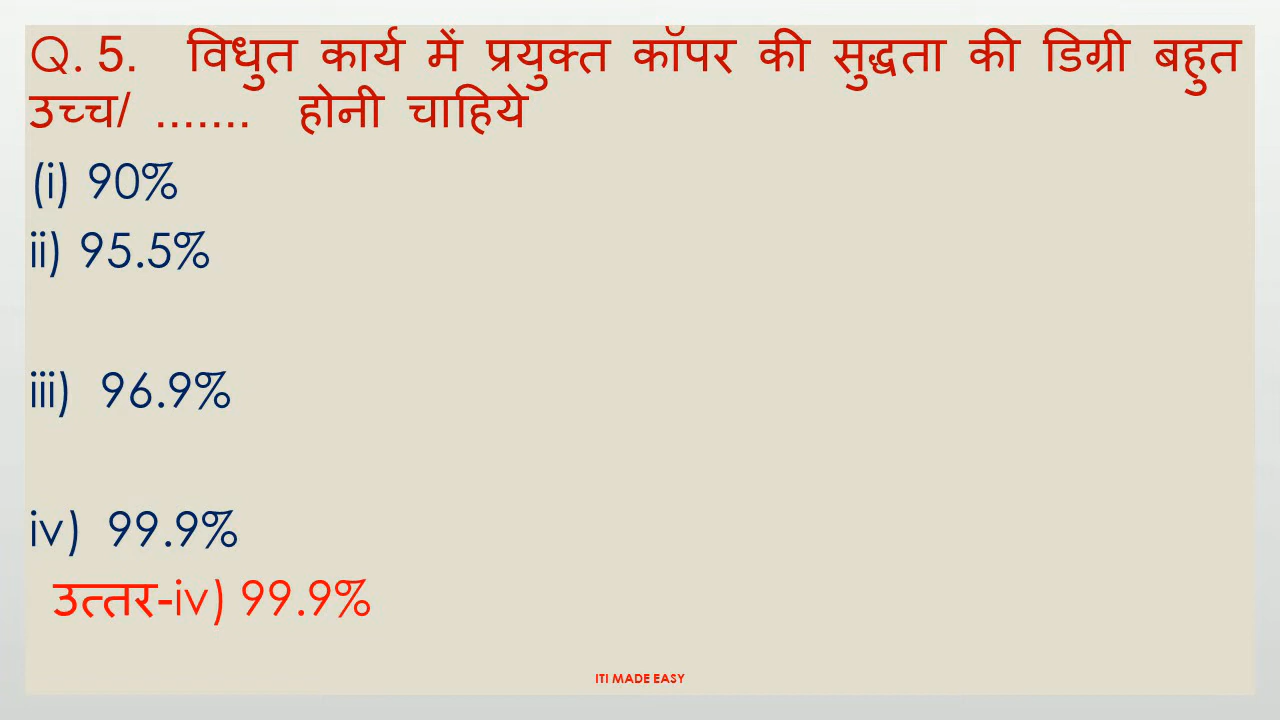 Q. 5. विधुत कार्य में प्रयुक्त कॉपर की सुद्धता की डिग्री बहुत
उच्च/ ....... होनी चाहिये
(i) 90%
ii) 95.5%
iii) 96.9%
iv) 99.9%
उत्तर-iv) 99.9%
ITI MADE EASY